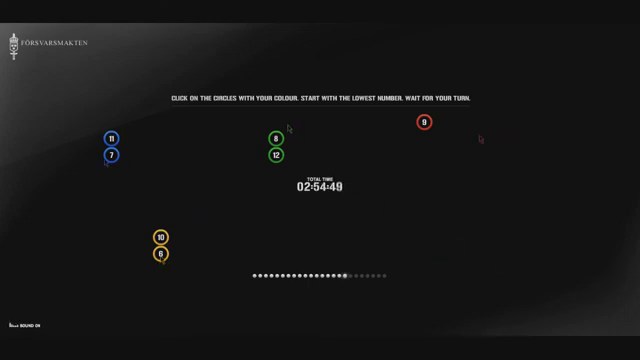 FÖRSVARSMAKTEN
CLICK ON THE CIRCLES WITH YOUR COLOUR. START WITH THE LOWEST NUMBER. WAIT FOR YOUR TURN.
9
11
8
7
12
TOTAL TIME
02:54:49
10
6
SOUND ON